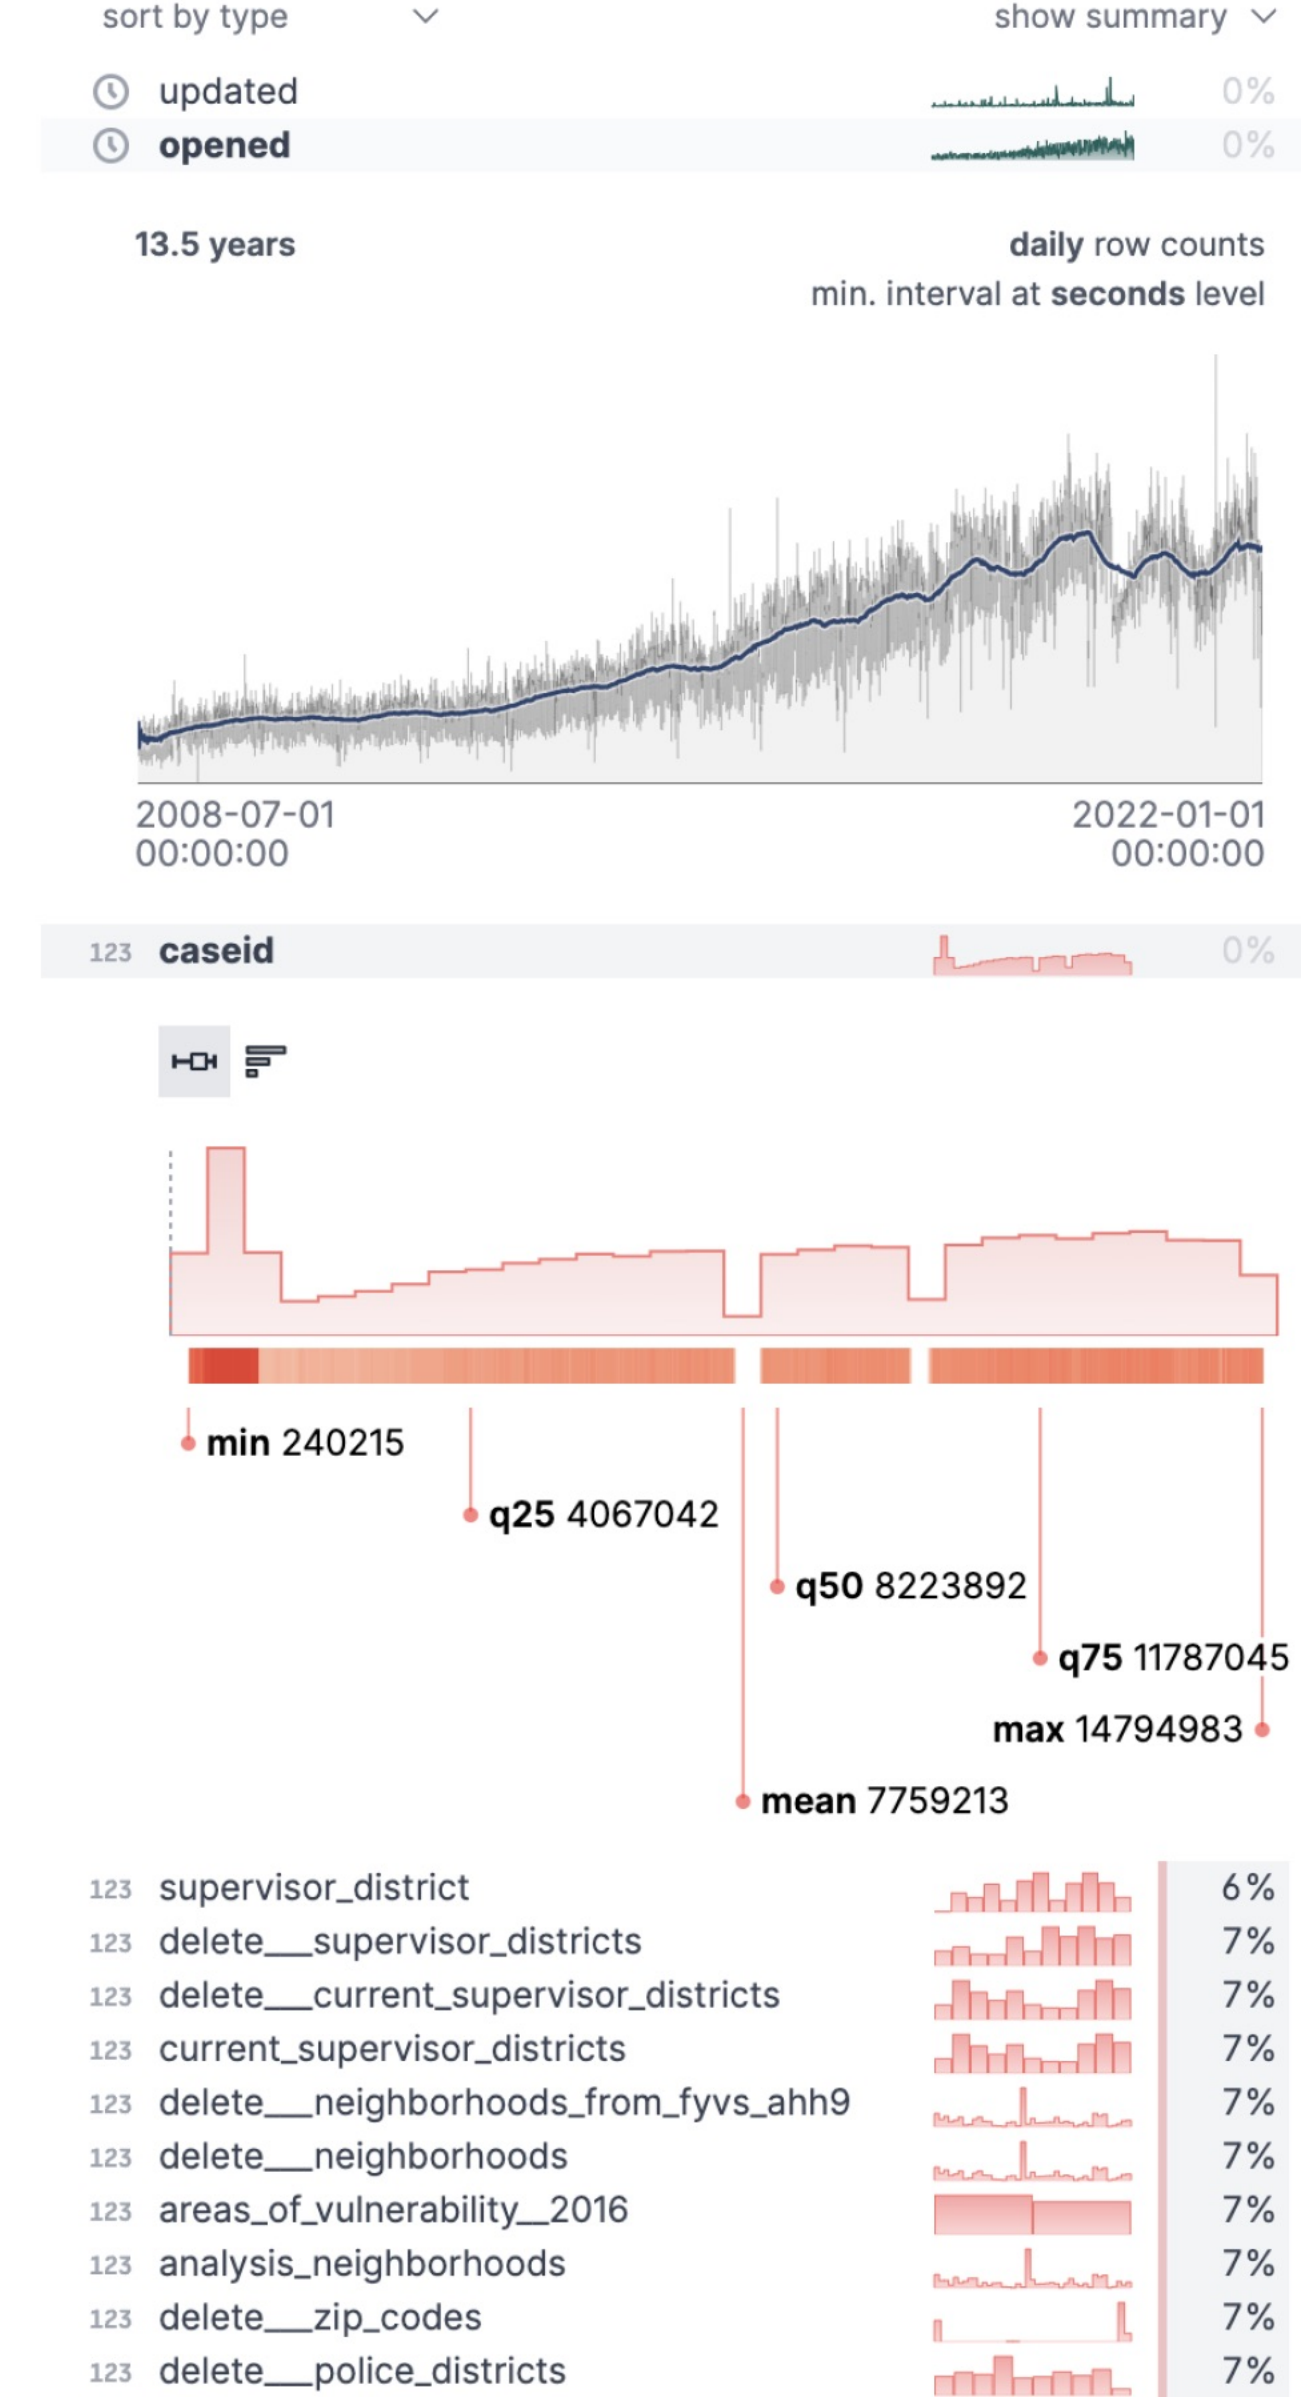 sort by type show summary
updated 0%
opened 0%
13.5 years daily row counts
min. interval at seconds level
2008-07-01 2022-01-01
00:00:00 00:00:00
123 caseid 0%
min 240215
q25 4067042
q50 8223892
q75 11787045
max 14794983
mean 7759213
123 supervisor_district 6%
123 delete__supervisor_districts 7%
123 delete__current_supervisor_districts 7%
123 current_supervisor_districts 7%
123 delete__neighborhoods_from_fyvs_ahh9 7%
123 delete__neighborhoods 7%
123 areas_of_vulnerability__2016 7%
123 analysis_neighborhoods 7%
123 delete__zip_codes 7%
123 delete__police_districts 7%